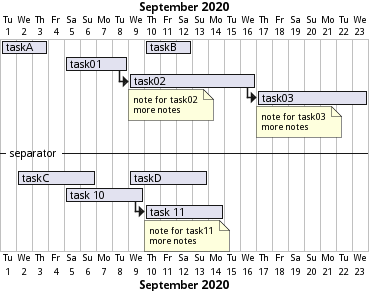 September 2020
Tu We Th Fr Sa Su Mo Tu We Th Fr Sa Su Mo Tu We Th Fr Sa Su Mo Tu We
1 2 3 4 5 6 7 8 9 10 11 12 13 14 15 16 17 18 19 20 21 22 23
taskA taskB
task01
task02
note for task02
more notes
task03
note for task03
more notes
separator
taskC taskD
task 10
task 11
note for task11
more notes
Tu We Th Fr Sa Su Mo Tu We Th Fr Sa Su Mo Tu We Th Fr Sa Su Mo Tu We
1 2 3 4 5 6 7 8 9 10 11 12 13 14 15 16 17 18 19 20 21 22 23
September 2020